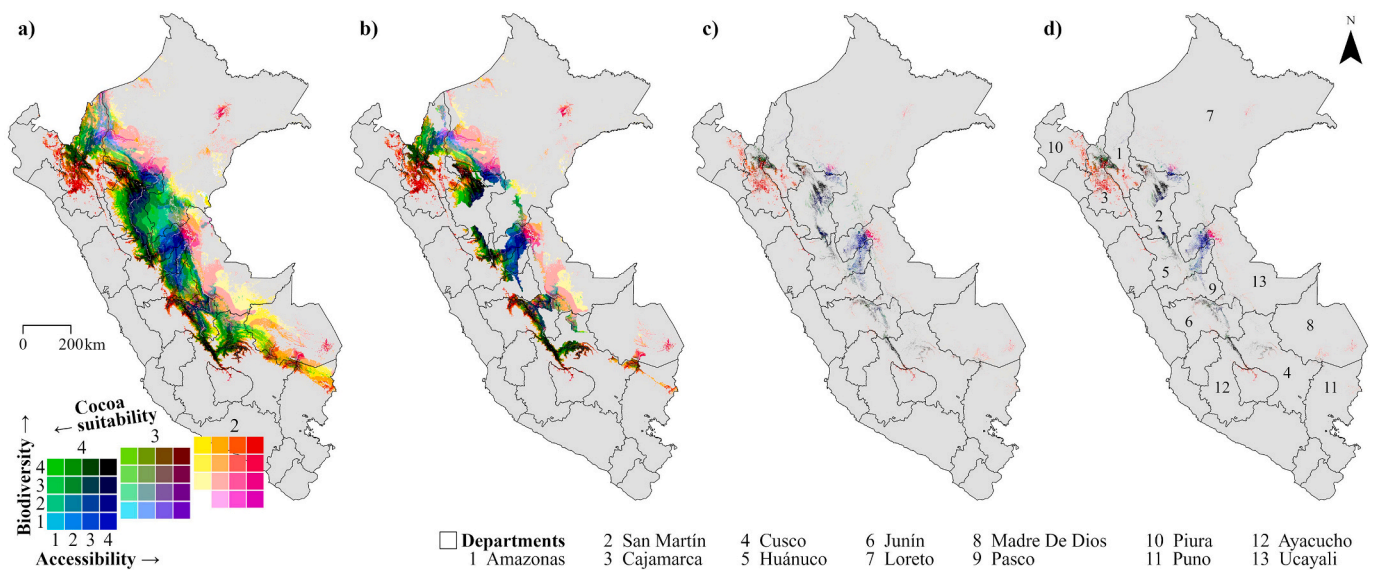 a)
b)
c)
d)
N
7
10
1
3
2
5
9
13
6
8
4
12
11
0 200 km
Cocoa
← suitability
4 3 2
Biodiversity →
4
3
2
1
1 2 3 4
Accessibility →
Departments
1 Amazonas
2 San Martín
3 Cajamarca
4 Cusco
5 Huánuco
6 Junín
7 Loreto
8 Madre De Dios
9 Pasco
10 Piura
11 Puno
12 Ayacucho
13 Ucayali